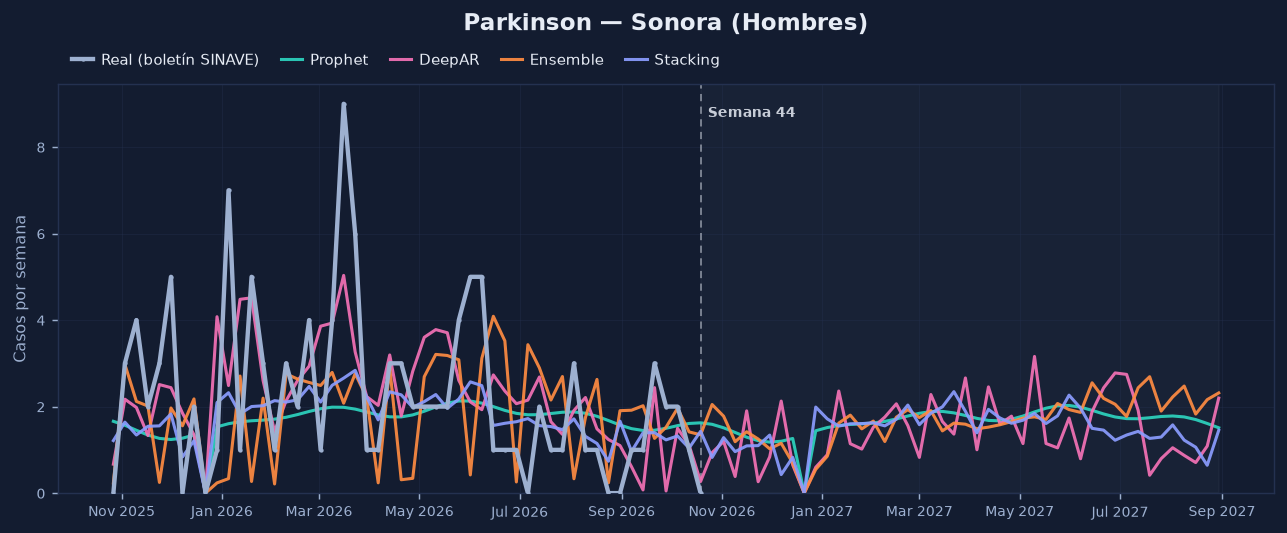 Parkinson — Sonora (Hombres)
Real (boletín SINAVE) Prophet DeepAR Ensemble Stacking
Semana 44
Casos por semana
8
6
4
2
0
Nov 2025 Jan 2026 Mar 2026 May 2026 Jul 2026 Sep 2026 Nov 2026 Jan 2027 Mar 2027 May 2027 Jul 2027 Sep 2027